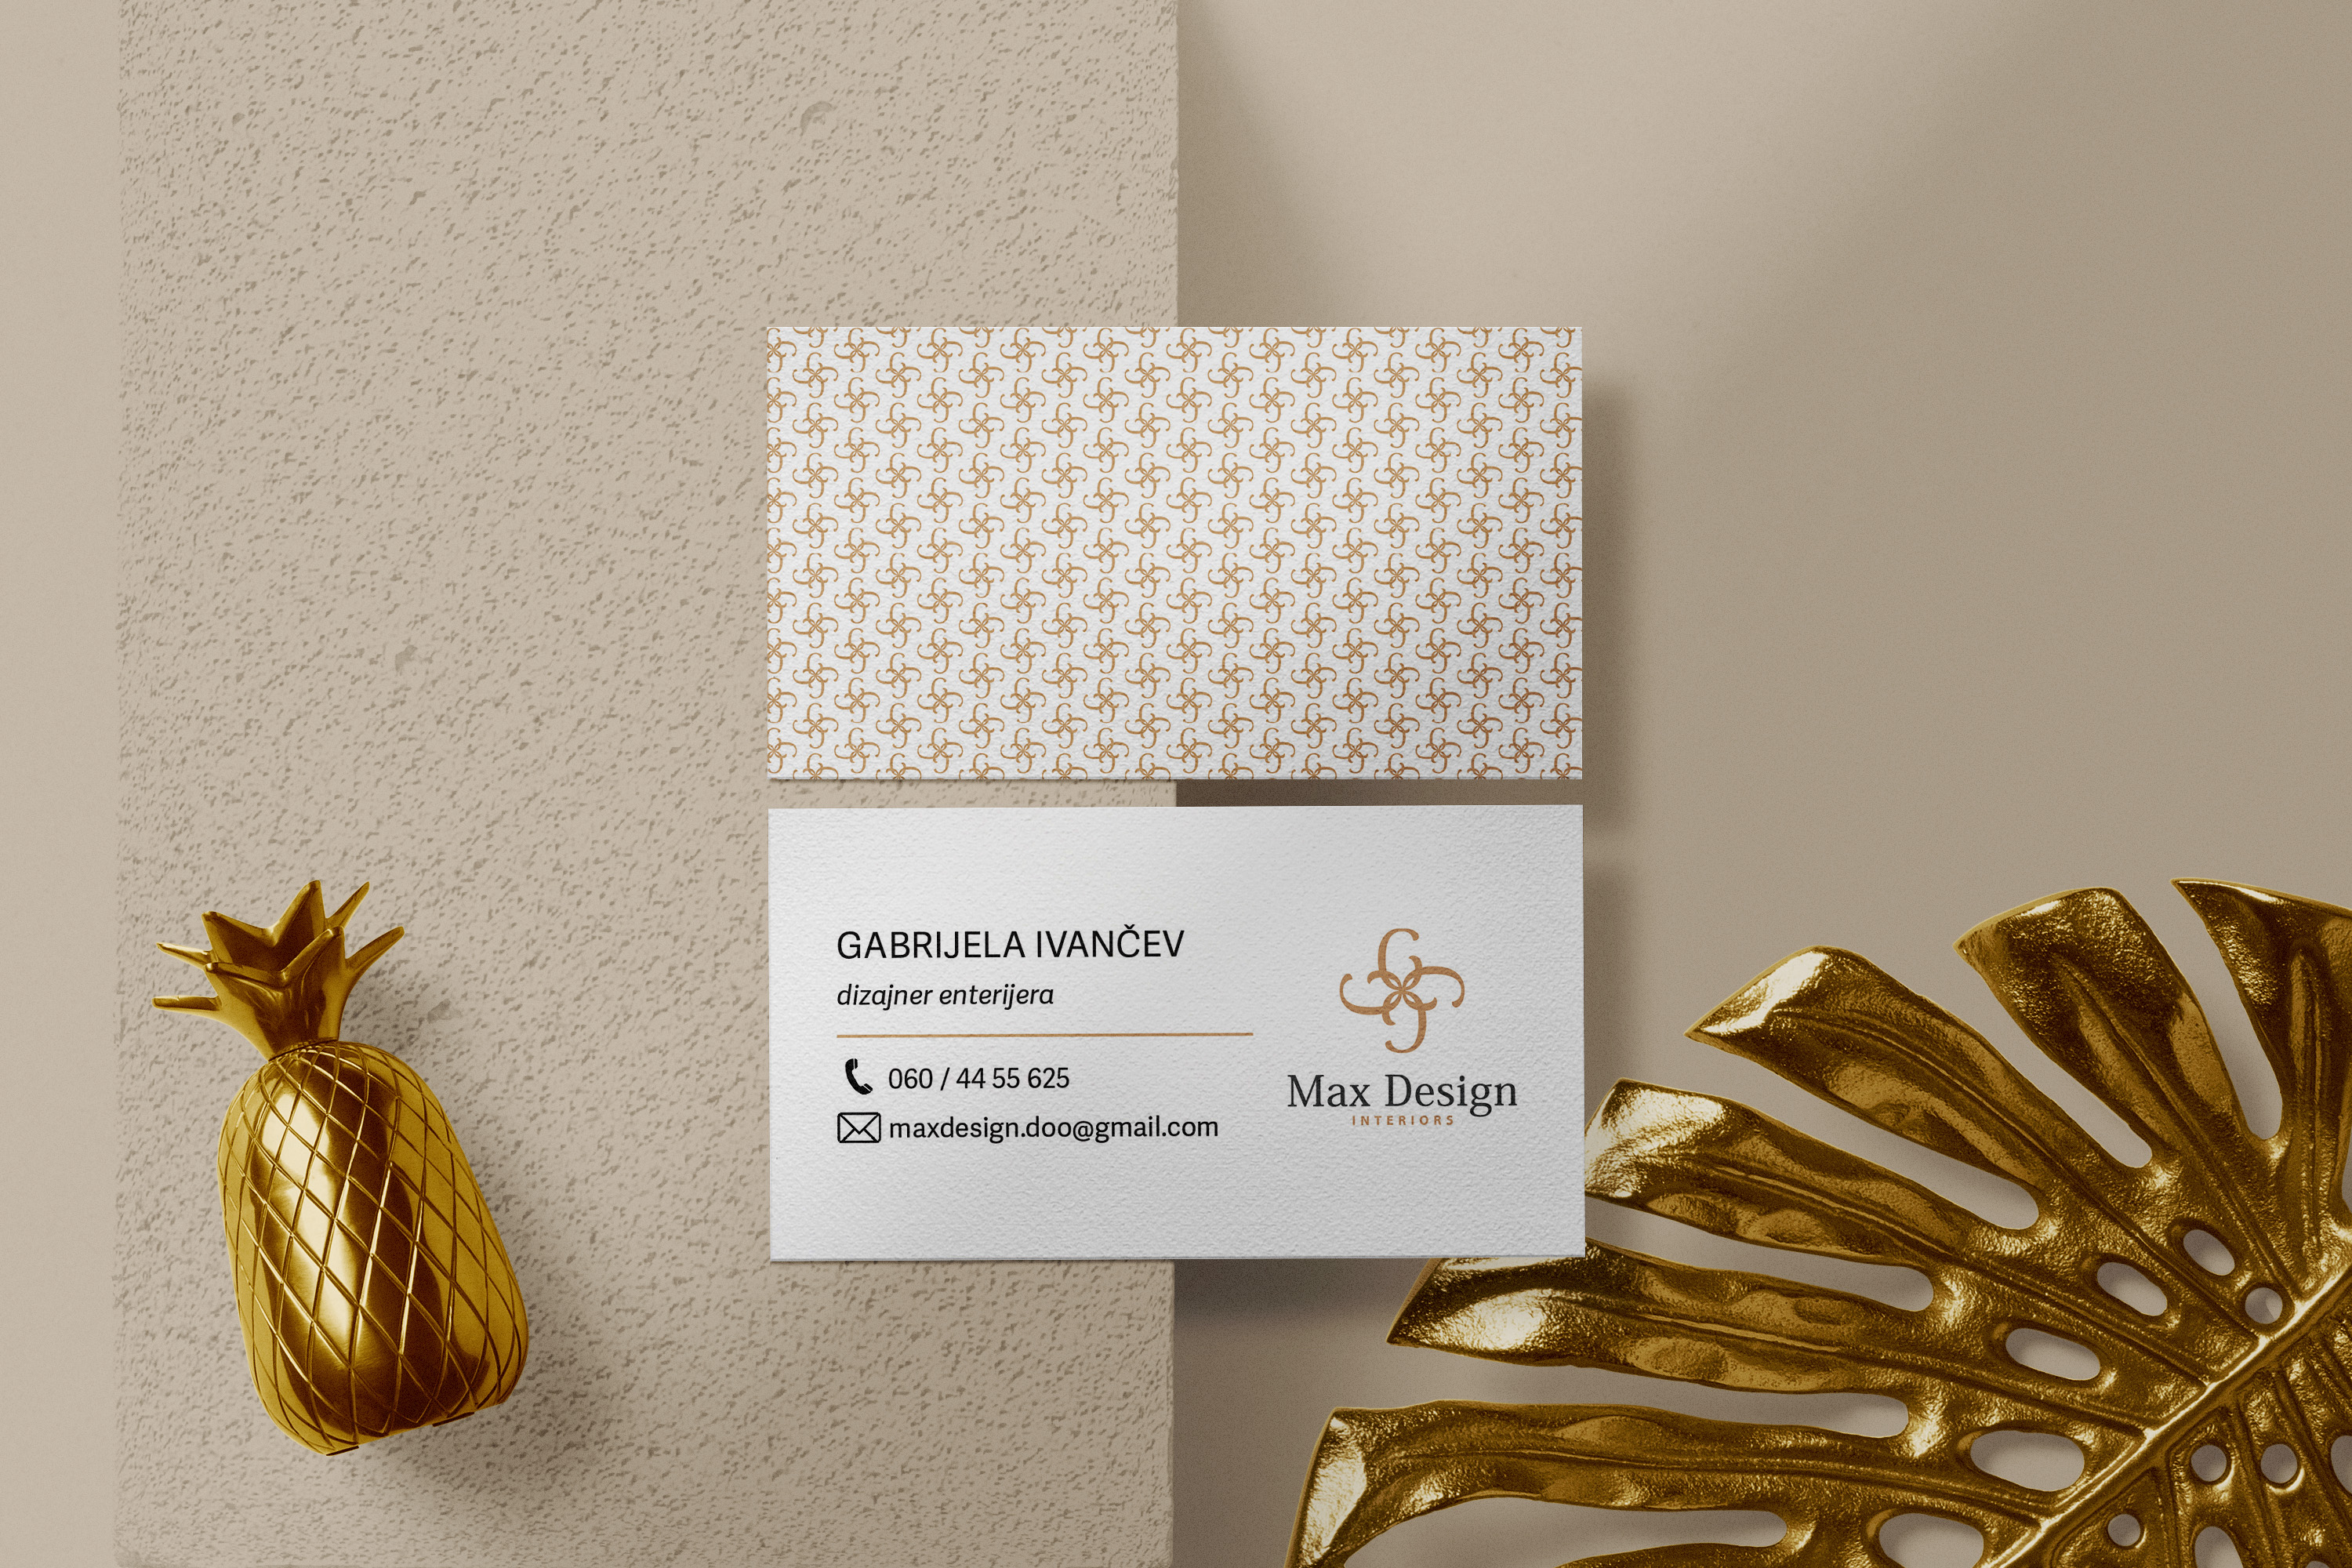 GABRIJELA IVANČEV
dizajner enterijera
060 / 44 55 625
maxdesign.doo@gmail.com
Max Design
INTERIORS